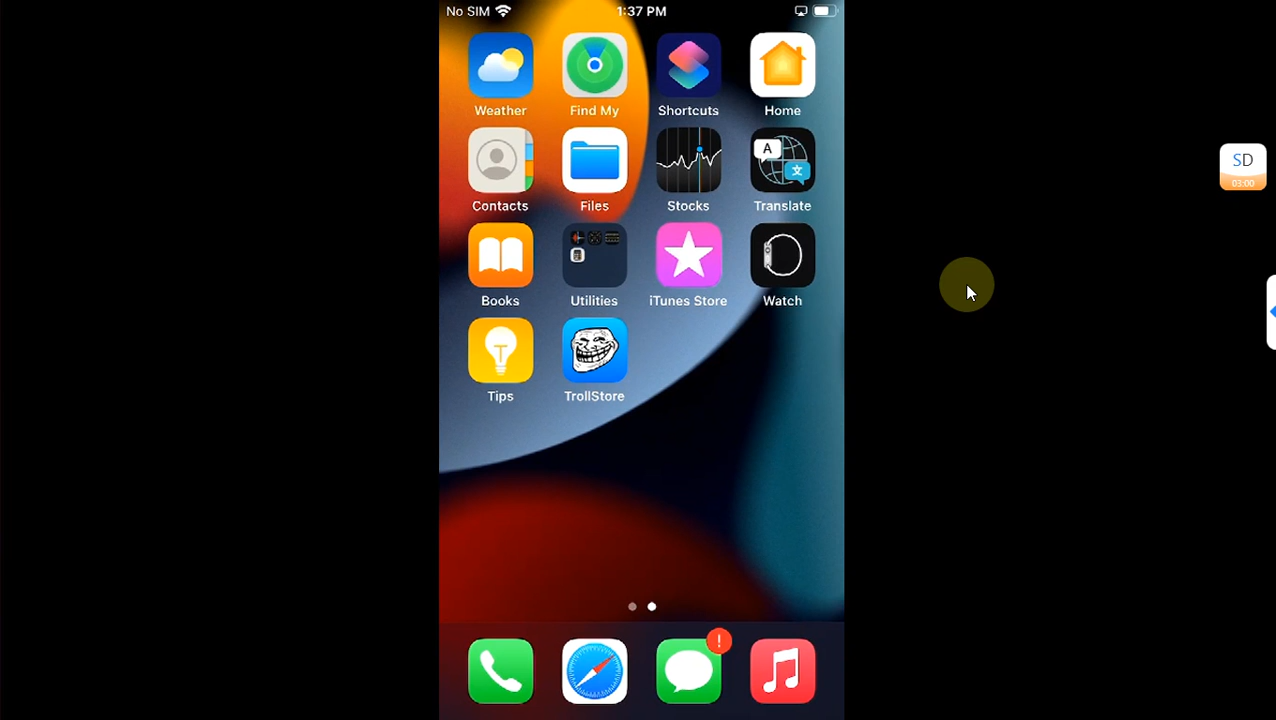 No SIM 1:37 PM
Weather Find My Shortcuts Home
A
文
SD
03:00
Contacts Files Stocks Translate
Books Utilities iTunes Store Watch
Tips TrollStore
!